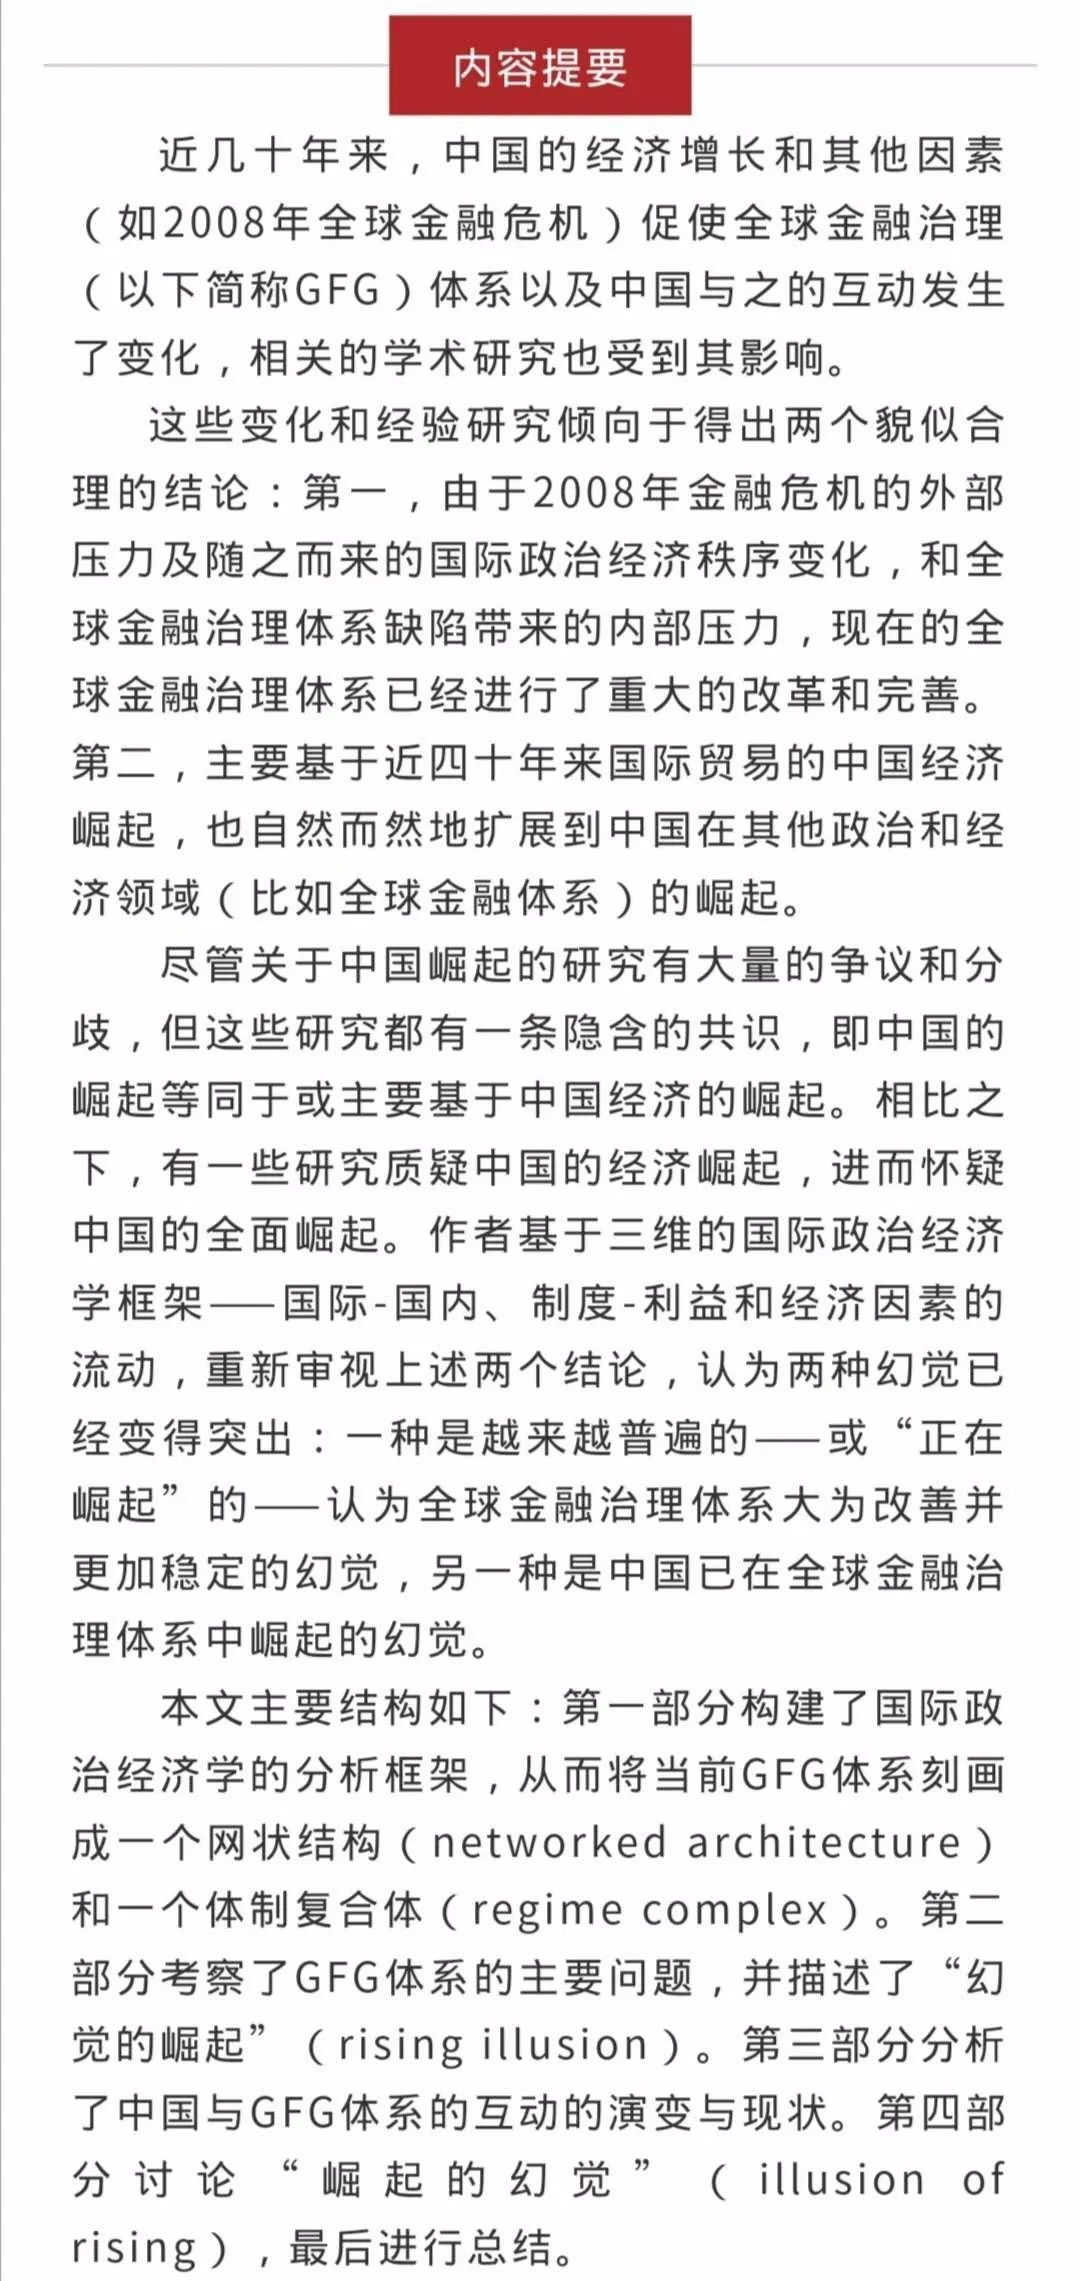 内容提要
近几十年来，中国的经济增长和其他因素
（如2008年全球金融危机）促使全球金融治理
（以下简称GFG）体系以及中国与之的互动发生
了变化，相关的学术研究也受到其影响。
这些变化和经验研究倾向于得出两个貌似合
理的结论：第一，由于2008年金融危机的外部
压力及随之而来的国际政治经济秩序变化，和全
球金融治理体系缺陷带来的内部压力，现在的全
球金融治理体系已经进行了重大的改革和完善。
第二，主要基于近四十年来国际贸易的中国经济
崛起，也自然而然地扩展到中国在其他政治和经
济领域（比如全球金融体系）的崛起。
尽管关于中国崛起的研究有大量的争议和分
歧，但这些研究都有一条隐含的共识，即中国的
崛起等同于或主要基于中国经济的崛起。相比之
下，有一些研究质疑中国的经济崛起，进而怀疑
中国的全面崛起。作者基于三维的国际政治经济
学框架——国际-国内、制度-利益和经济因素的
流动，重新审视上述两个结论，认为两种幻觉已
经变得突出：一种是越来越普遍的——或“正在
崛起”的——认为全球金融治理体系大为改善并
更加稳定的幻觉，另一种是中国已在全球金融治
理体系中崛起的幻觉。
本文主要结构如下：第一部分构建了国际政
治经济学的分析框架，从而将当前GFG体系刻画
成一个网状结构（networked architecture）
和一个体制复合体（regime complex）。第二
部分考察了GFG体系的主要问题，并描述了“幻
觉的崛起”（rising illusion）。第三部分分析
了中国与GFG体系的互动的演变与现状。第四部
分讨论“崛起的幻觉”（illusion of
rising），最后进行总结。